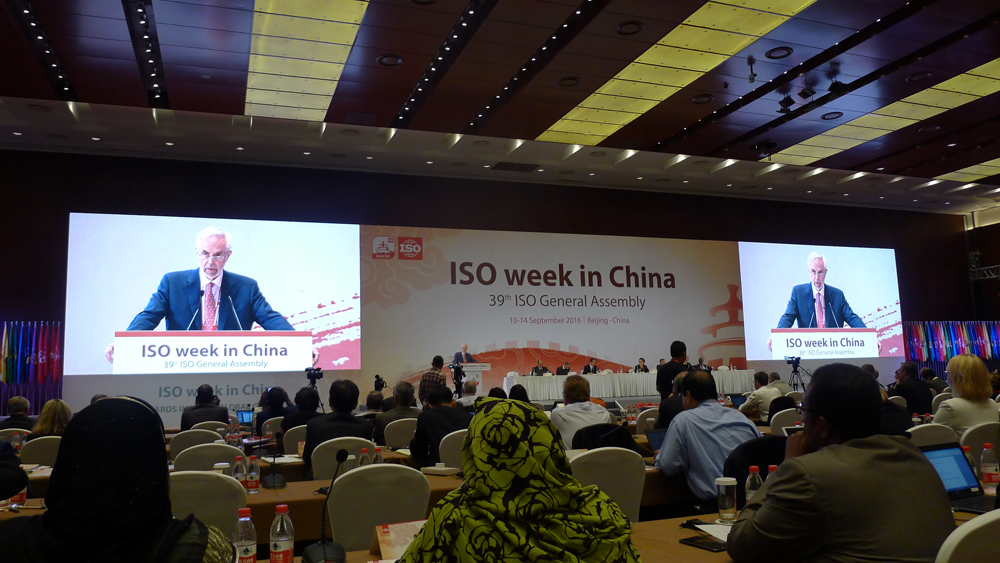 ISO
ISO week in China
39th ISO General Assembly
10-14 September 2016 | Beijing · China
ISO week in China
39th ISO General Assembly
ISO week in China
39th ISO General Assembly
ISO week in China